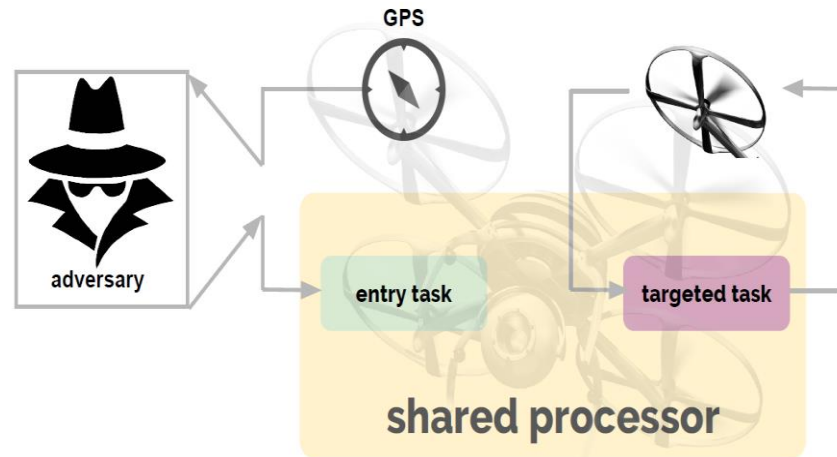 GPS
adversary
entry task
targeted task
shared processor